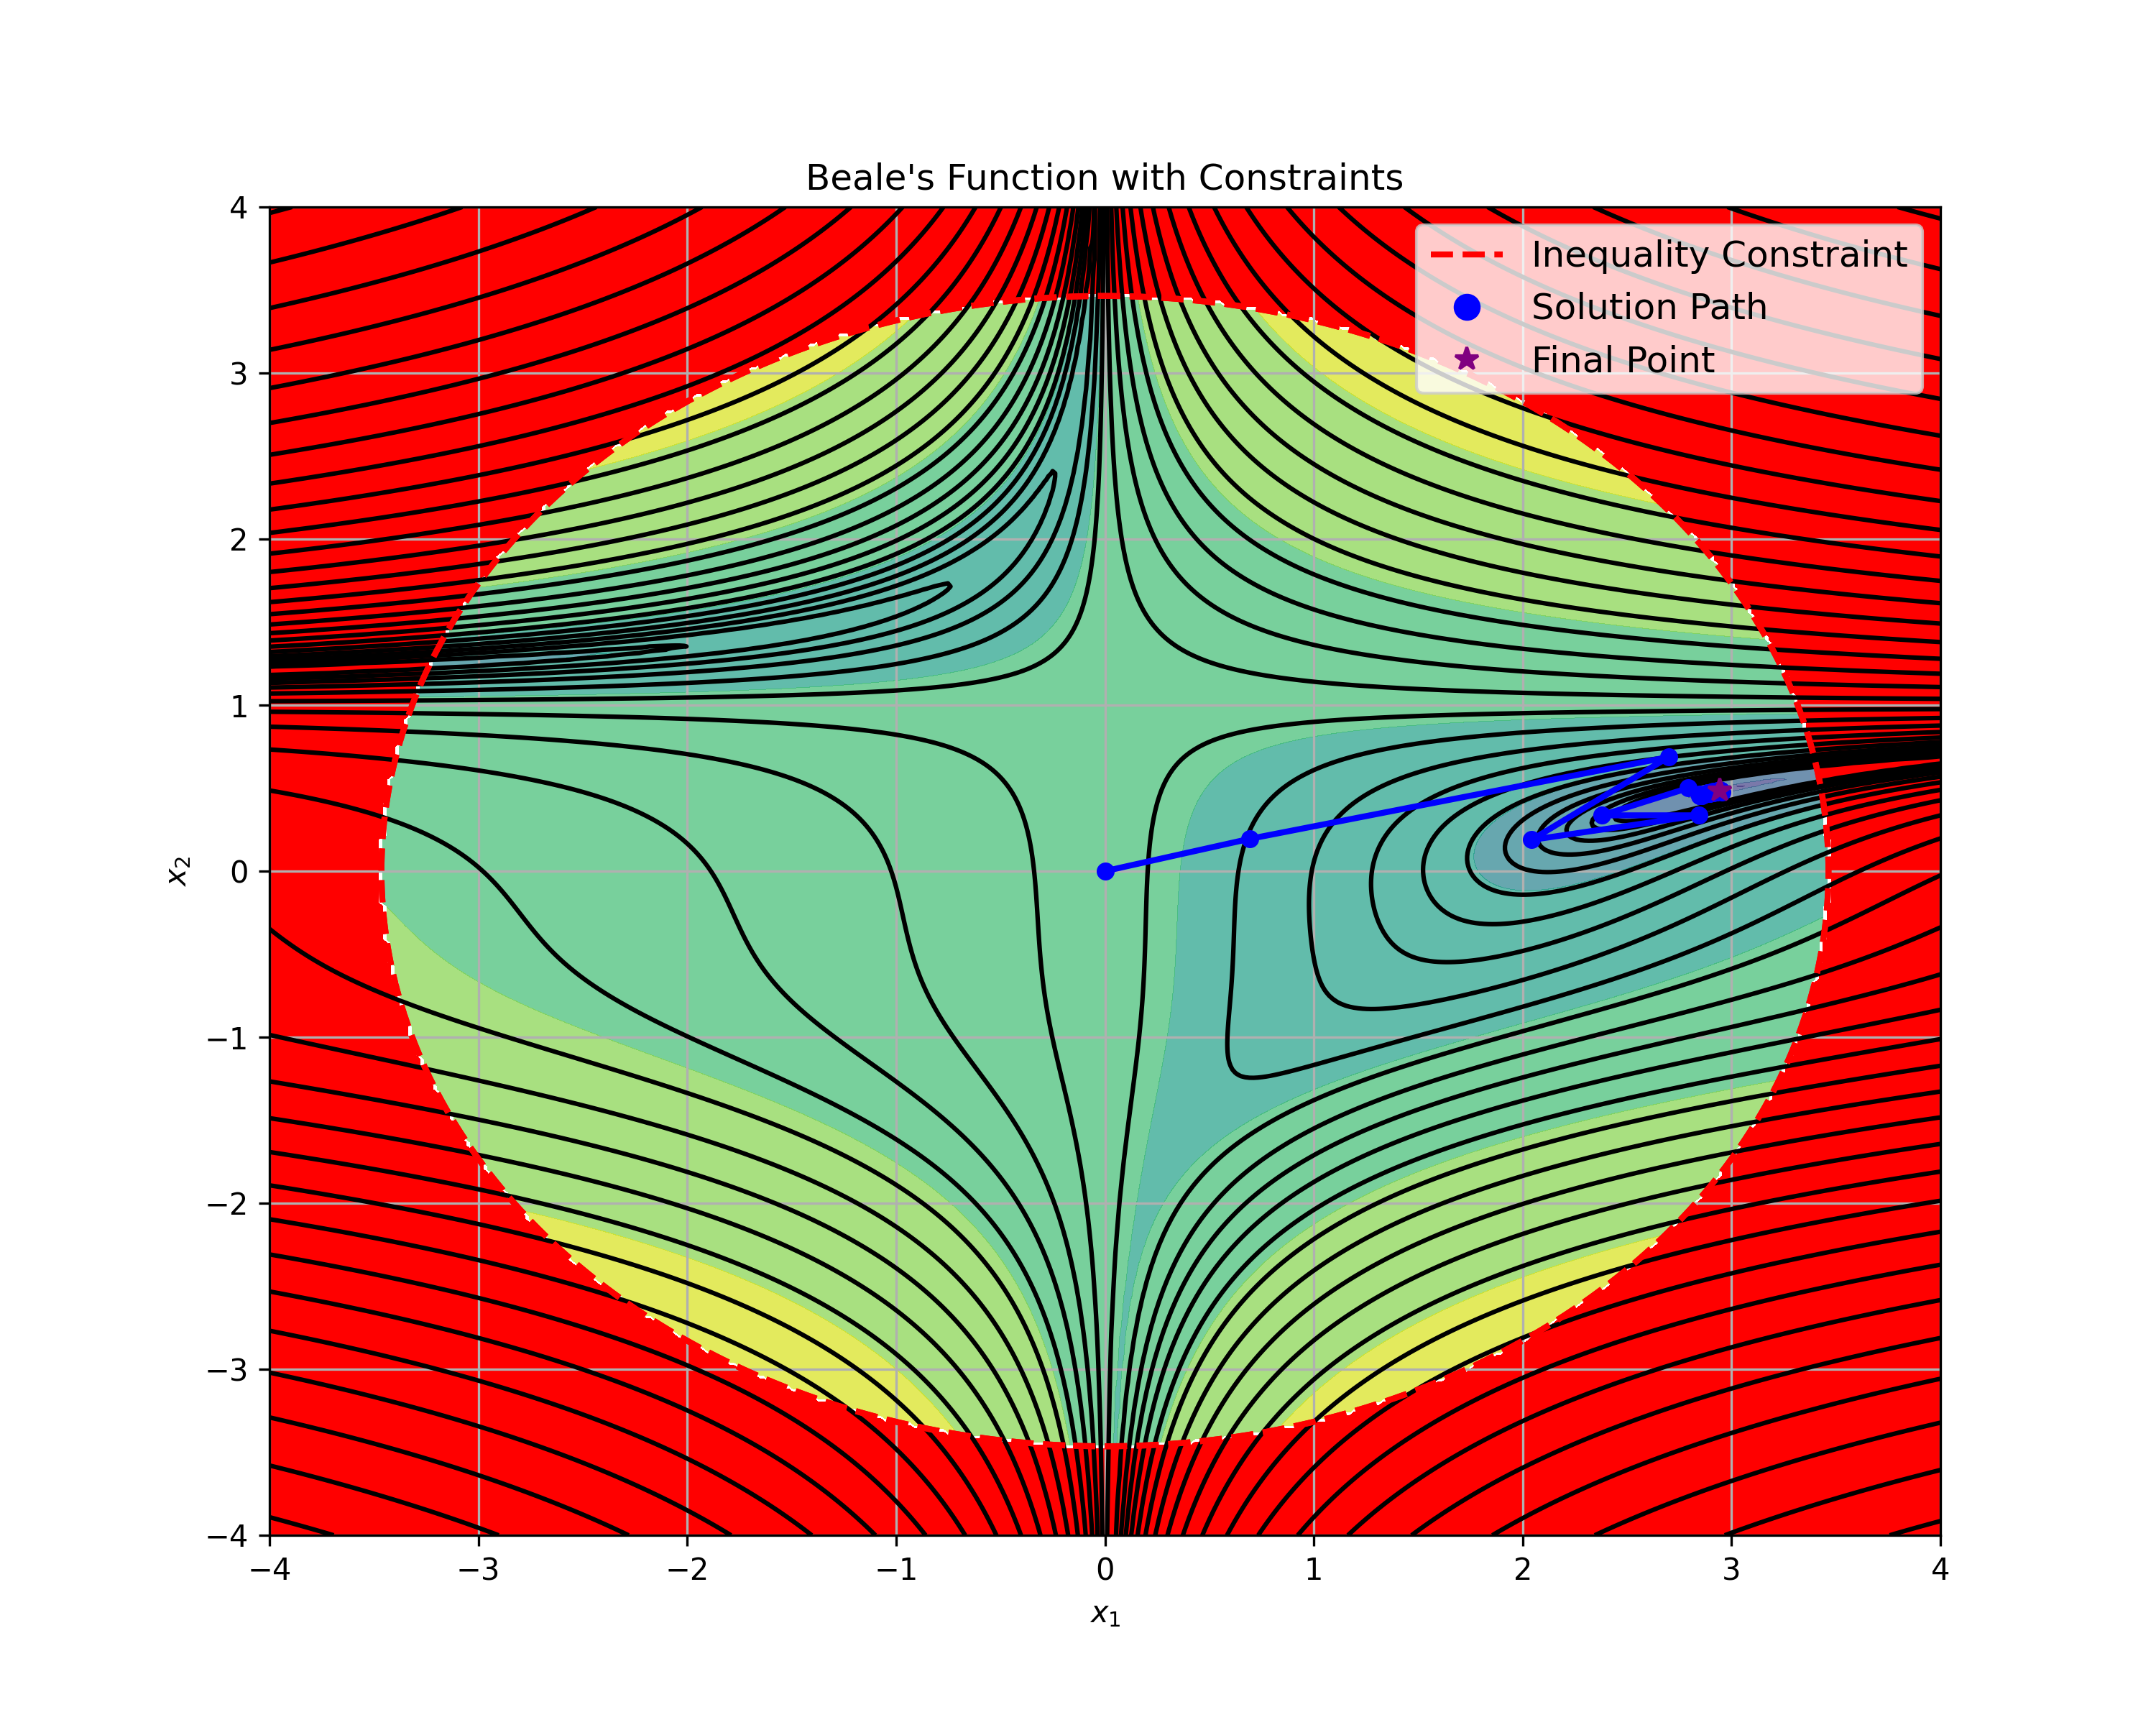 Beale's Function with Constraints
Inequality Constraint
Solution Path
Final Point
4
3
2
1
0
−1
−2
−3
−4
x₂
−4 −3 −2 −1 0 1 2 3 4
x₁